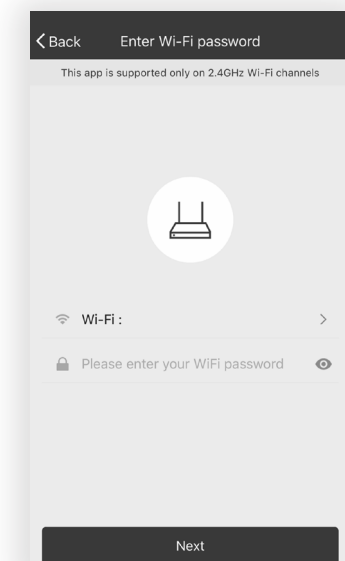 Back
Enter Wi-Fi password
This app is supported only on 2.4GHz Wi-Fi channels
Wi-Fi :
Please enter your WiFi password
Next